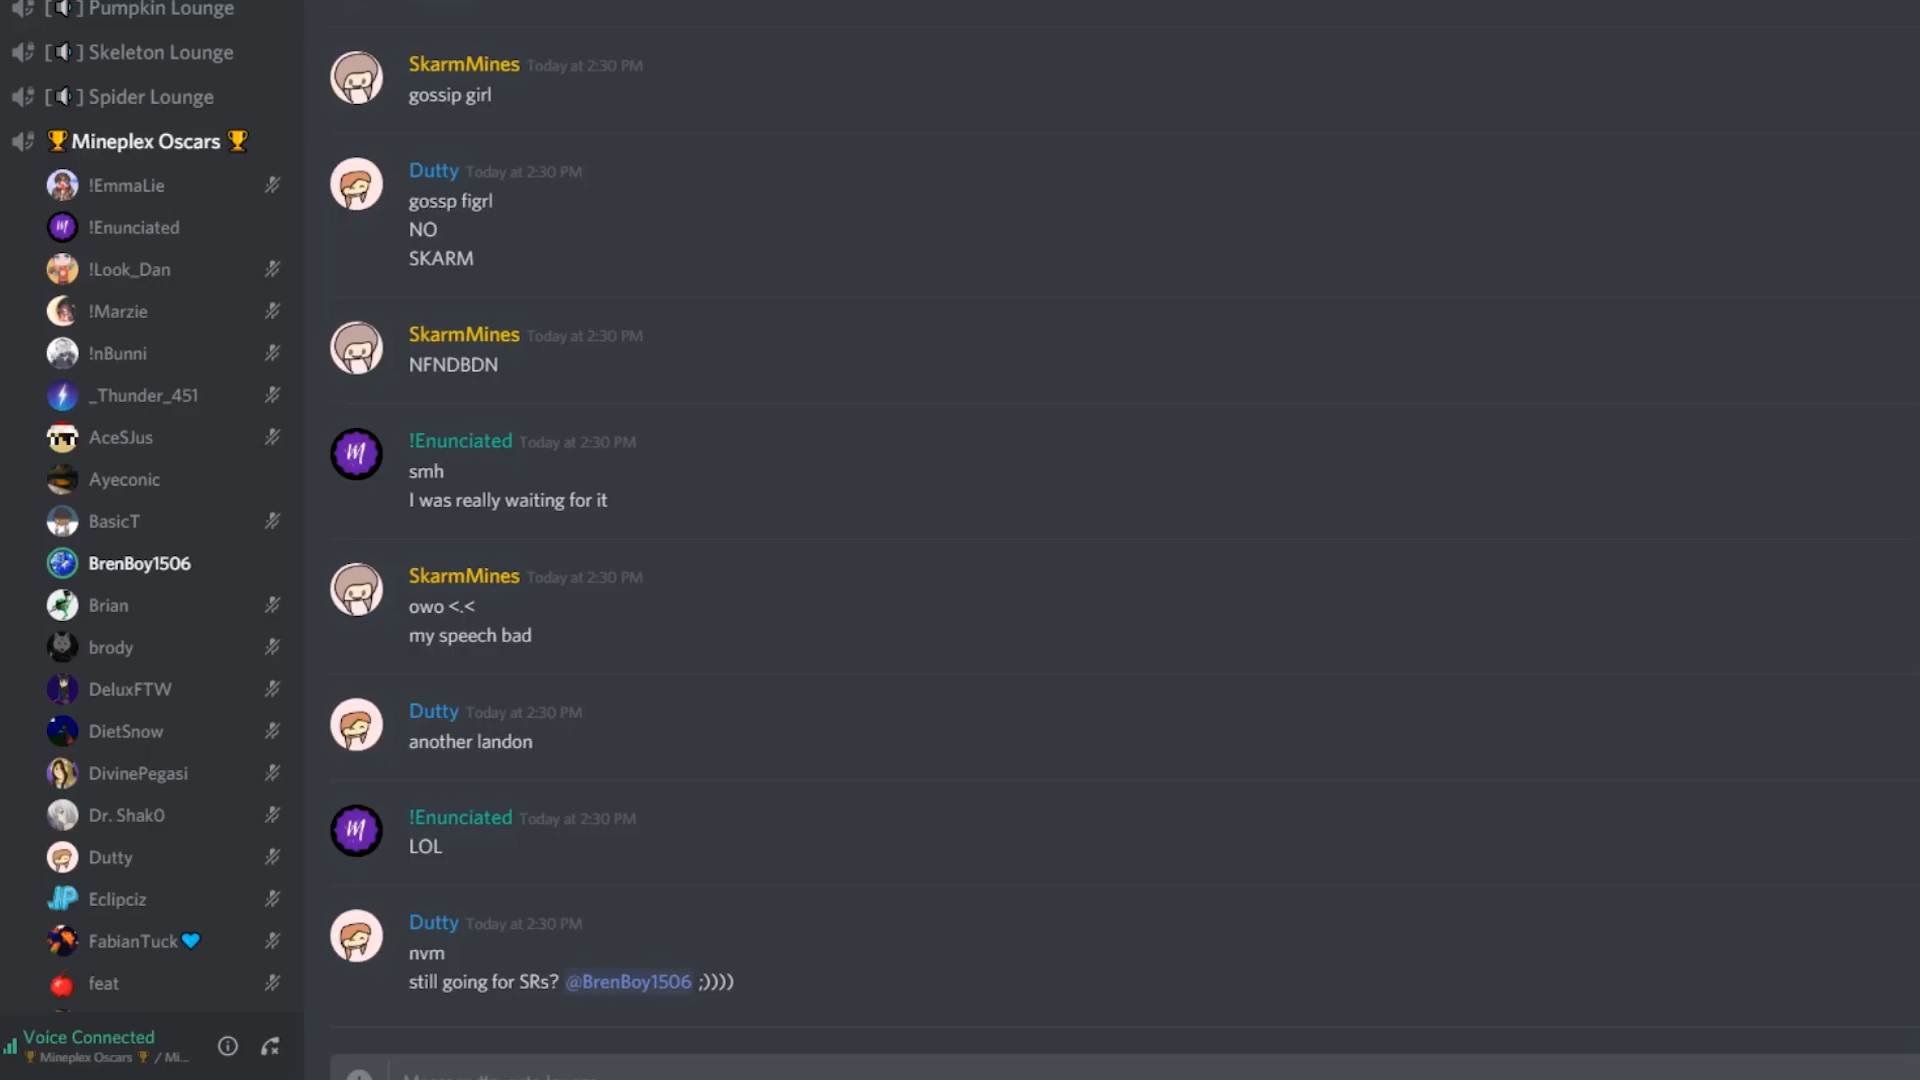 [🔊] Pumpkin Lounge
[🔊] Skeleton Lounge
[🔊] Spider Lounge
🏆Mineplex Oscars 🏆
!EmmaLie
!Enunciated
!Look_Dan
!Marzie
!nBunni
_Thunder_451
AceSJus
Ayeconic
BasicT
BrenBoy1506
Brian
brody
DeluxFTW
DietSnow
DivinePegasi
Dr. Shak0
Dutty
Eclipciz
FabianTuck💙
feat
Voice Connected
🏆 Mineplex Oscars 🏆 / Mi...
SkarmMines Today at 2:30 PM
gossip girl
Dutty Today at 2:30 PM
gossp figrl
NO
SKARM
SkarmMines Today at 2:30 PM
NFNDBDN
!Enunciated Today at 2:30 PM
smh
I was really waiting for it
SkarmMines Today at 2:30 PM
owo <.<
my speech bad
Dutty Today at 2:30 PM
another landon
!Enunciated Today at 2:30 PM
LOL
Dutty Today at 2:30 PM
nvm
still going for SRs? @BrenBoy1506 ;))))